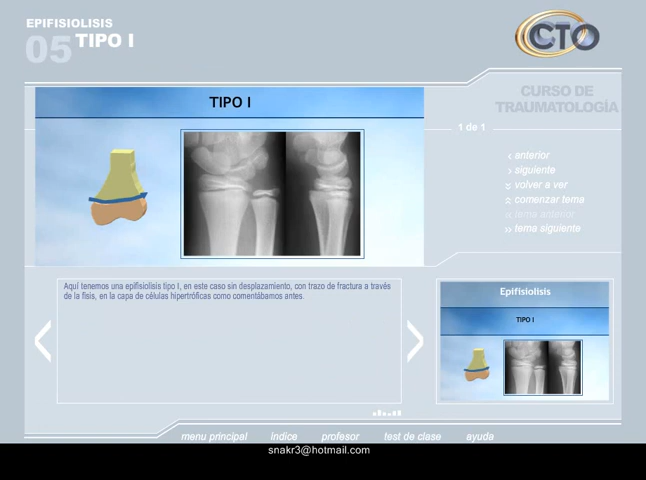 EPIFISIOLISIS
05 TIPO I
CTO
CURSO DE
TRAUMATOLOGÍA
TIPO I
1 de 1
‹ anterior
› siguiente
volver a ver
comenzar tema
‹‹ tema anterior
›› tema siguiente
Aquí tenemos una epifisiolisis tipo I, en este caso sin desplazamiento, con trazo de fractura a través
de la fisis, en la capa de células hipertróficas como comentábamos antes.
Epifisiolisis
TIPO I
menu principal índice profesor test de clase ayuda
snakr3@hotmail.com